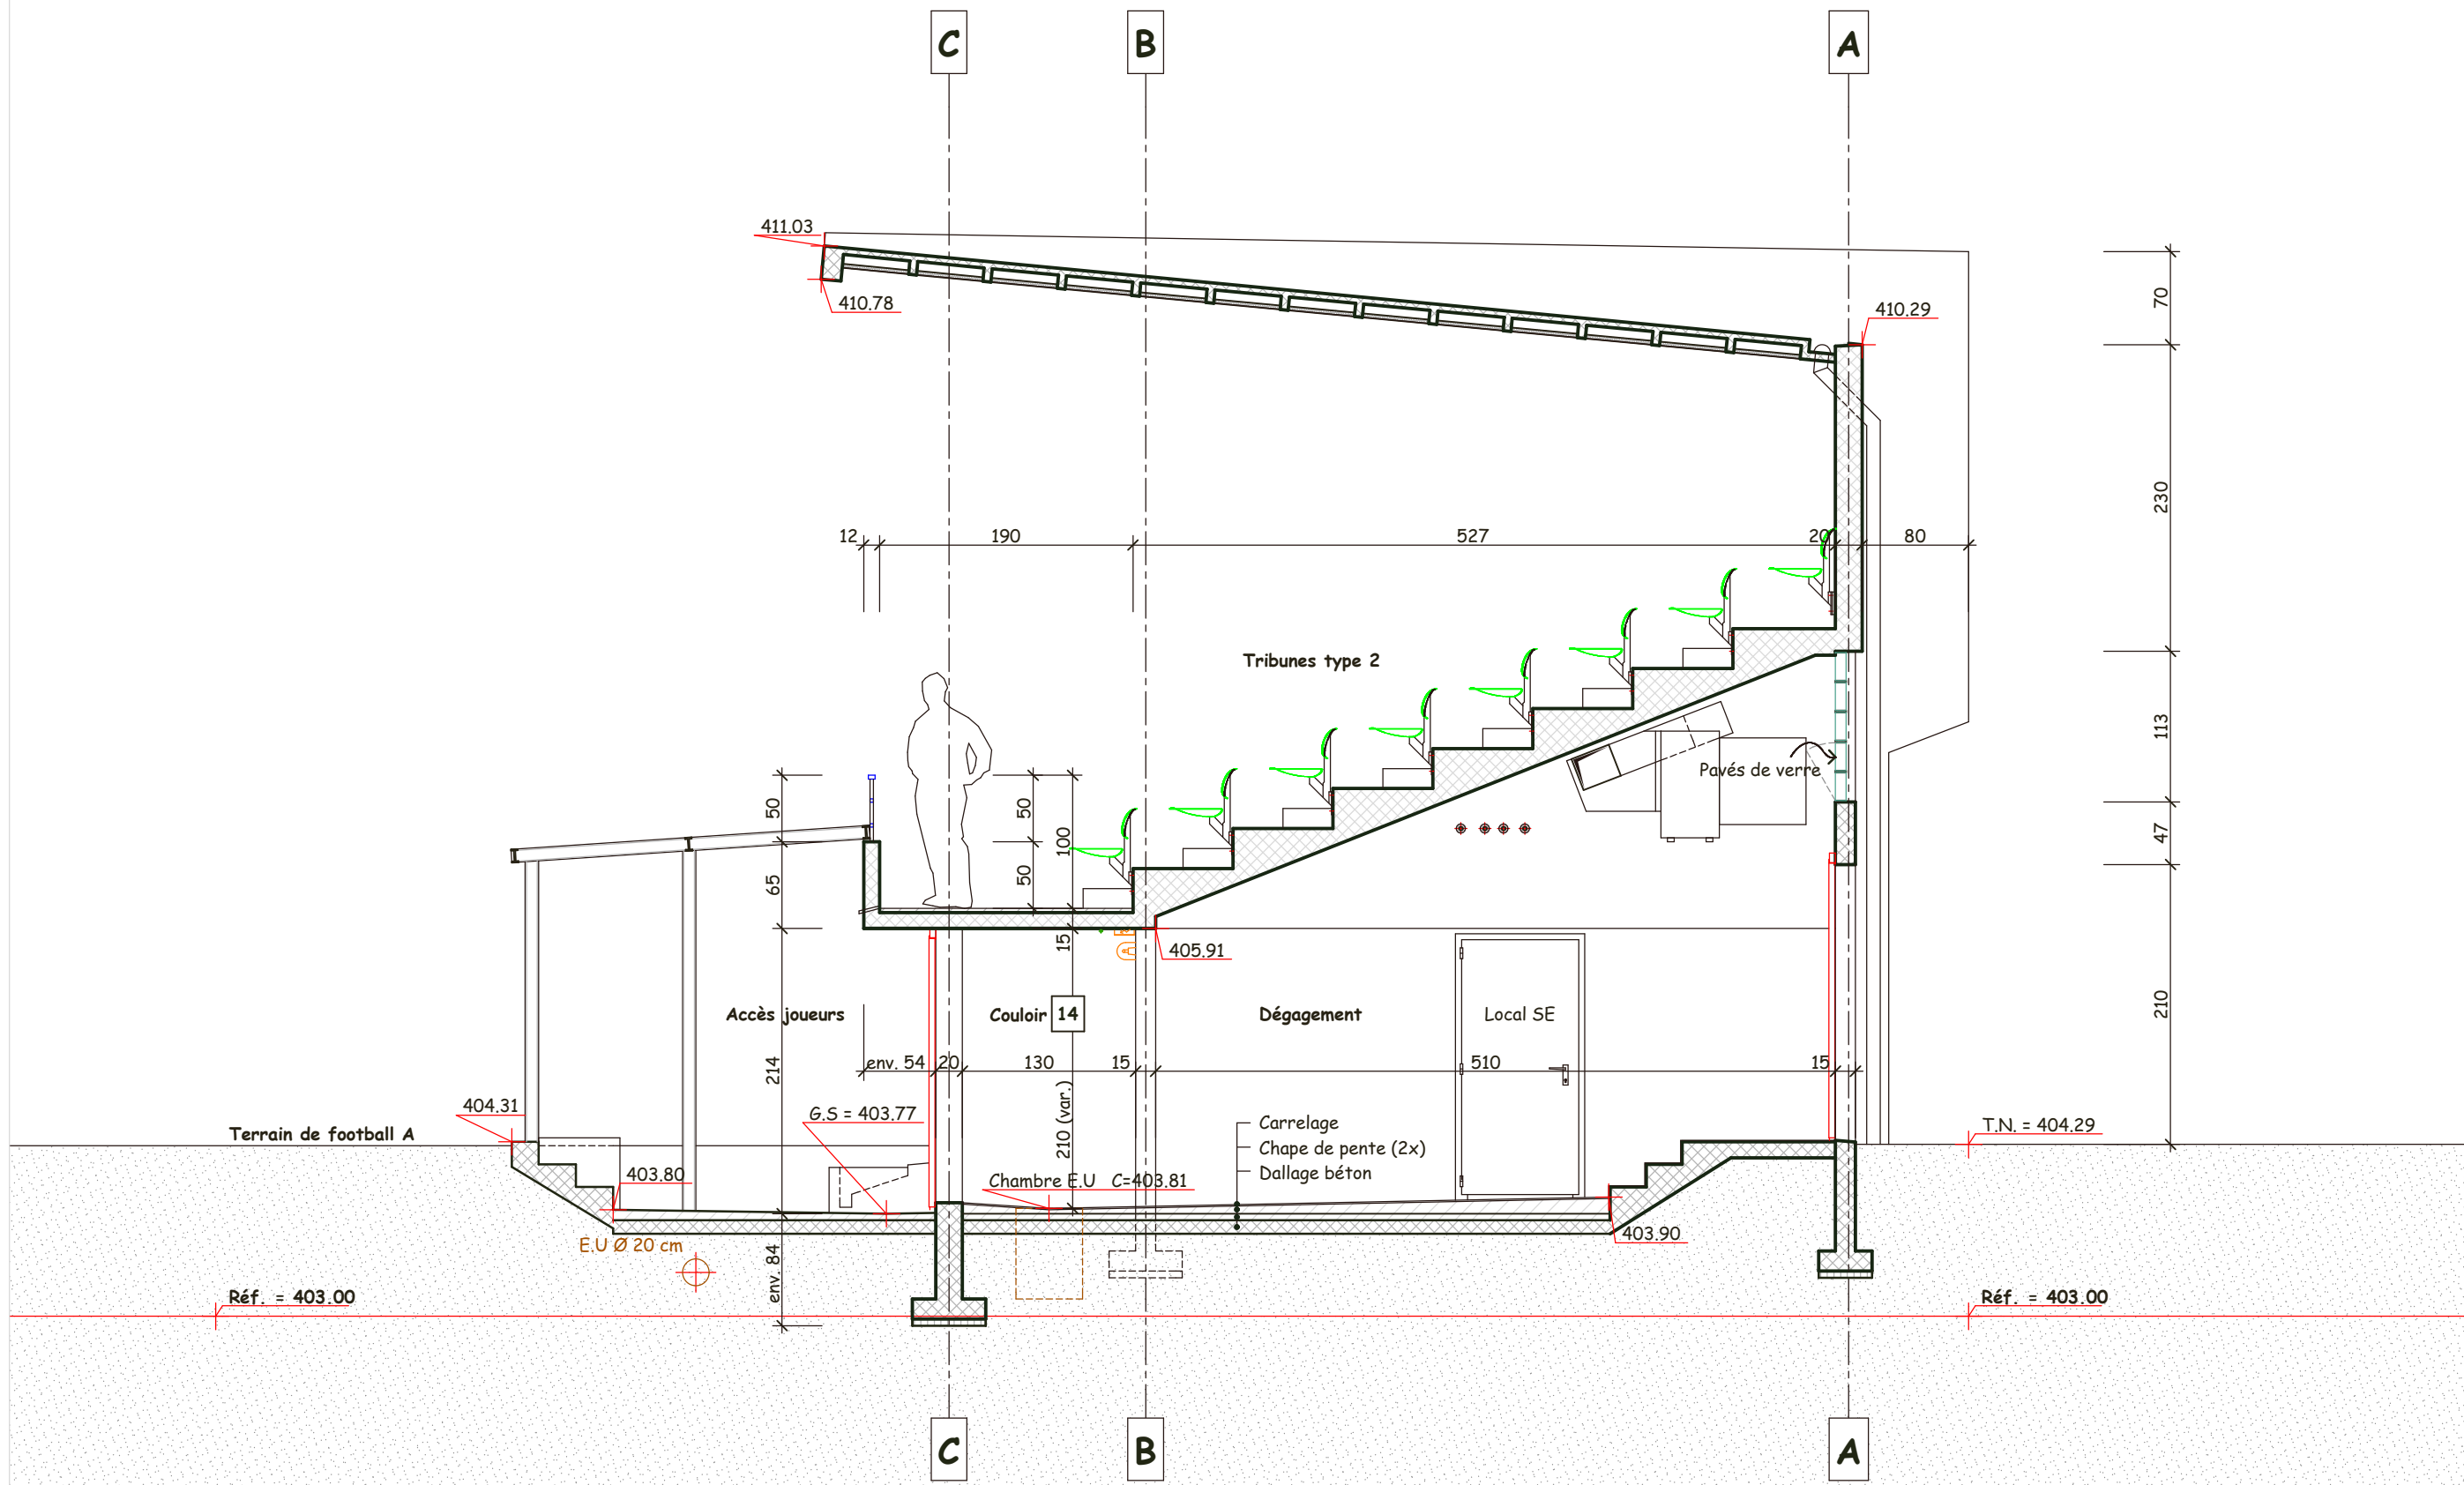 C B A
411.03
410.78
410.29
70
230
12 190 527 20 80
Tribunes type 2
113
Pavés de verre
50 50 100
47
65 50
15
405.91
Accès joueurs Couloir 14 Dégagement Local SE
210
env. 54 20 130 15 510 15
214
210 (var.)
404.31
G.S = 403.77
Terrain de football A
Carrelage
Chape de pente (2x)
Dallage béton
T.N. = 404.29
403.80
Chambre E.U C=403.81
403.90
E.U Ø 20 cm
env. 84
Réf. = 403.00
Réf. = 403.00
C B A